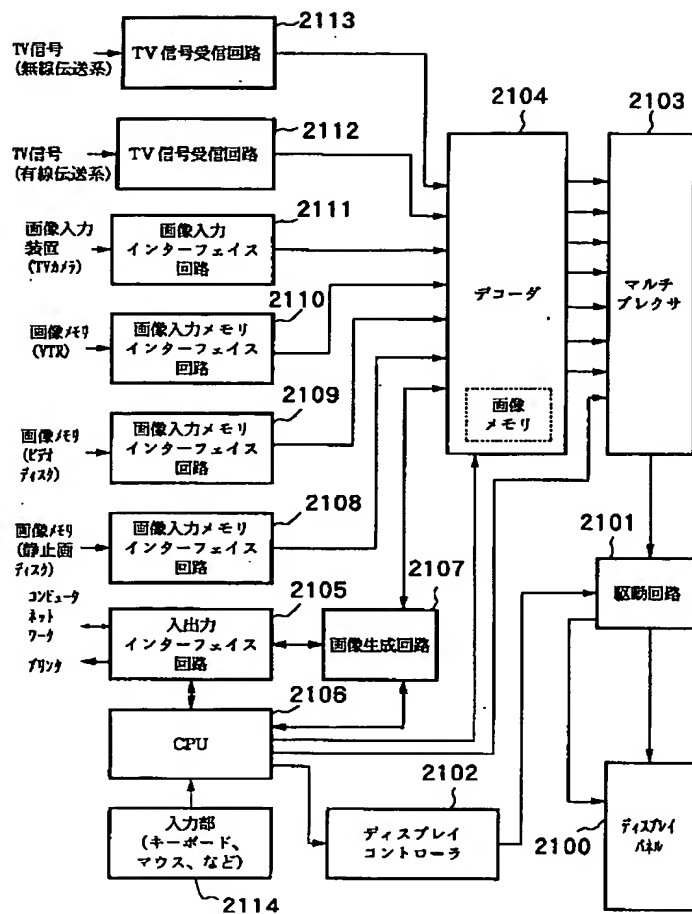 2113
TV信号
(無線伝送系)
TV信号受信回路
2112
TV信号
(有線伝送系)
TV信号受信回路
2111
画像入力
装置
(TVカメラ)
画像入力
インターフェイス
回路
2110
画像メモリ
(VTR)
画像入力メモリ
インターフェイス
回路
2109
画像メモリ
(ビデオ
ディスク)
画像入力メモリ
インターフェイス
回路
2108
画像メモリ
(静止画
ディスク)
画像入力メモリ
インターフェイス
回路
2105
コンピュータ
ネット
ワーク
プリンタ
入出力
インターフェイス
回路
2107
画像生成回路
2106
CPU
入力部
(キーボード、
マウス、など)
2114
2104
デコーダ
画像
メモリ
2103
マルチ
プレクサ
2101
駆動回路
2102
ディスプレイ
コントローラ
2100
ディスプレイ
パネル